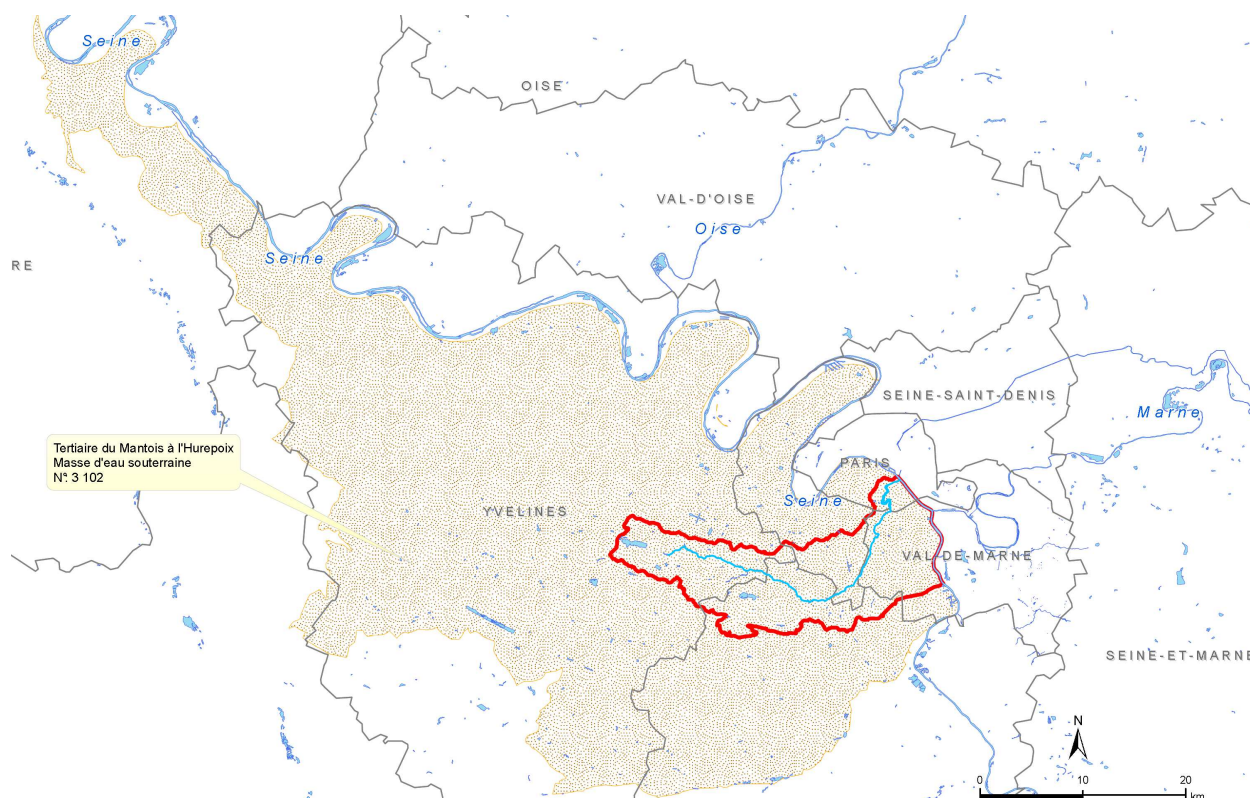 Seine
OISE
VAL-D'OISE
Oise
Seine
RE
SEINE-SAINT-DENIS
Marne
Tertiaire du Mantois à l'Hurepoix
Masse d'eau souterraine
N°: 3 102
PARIS
Seine
YVELINES
VAL-DE-MARNE
SEINE-ET-MARNE
N
0 10 20
km